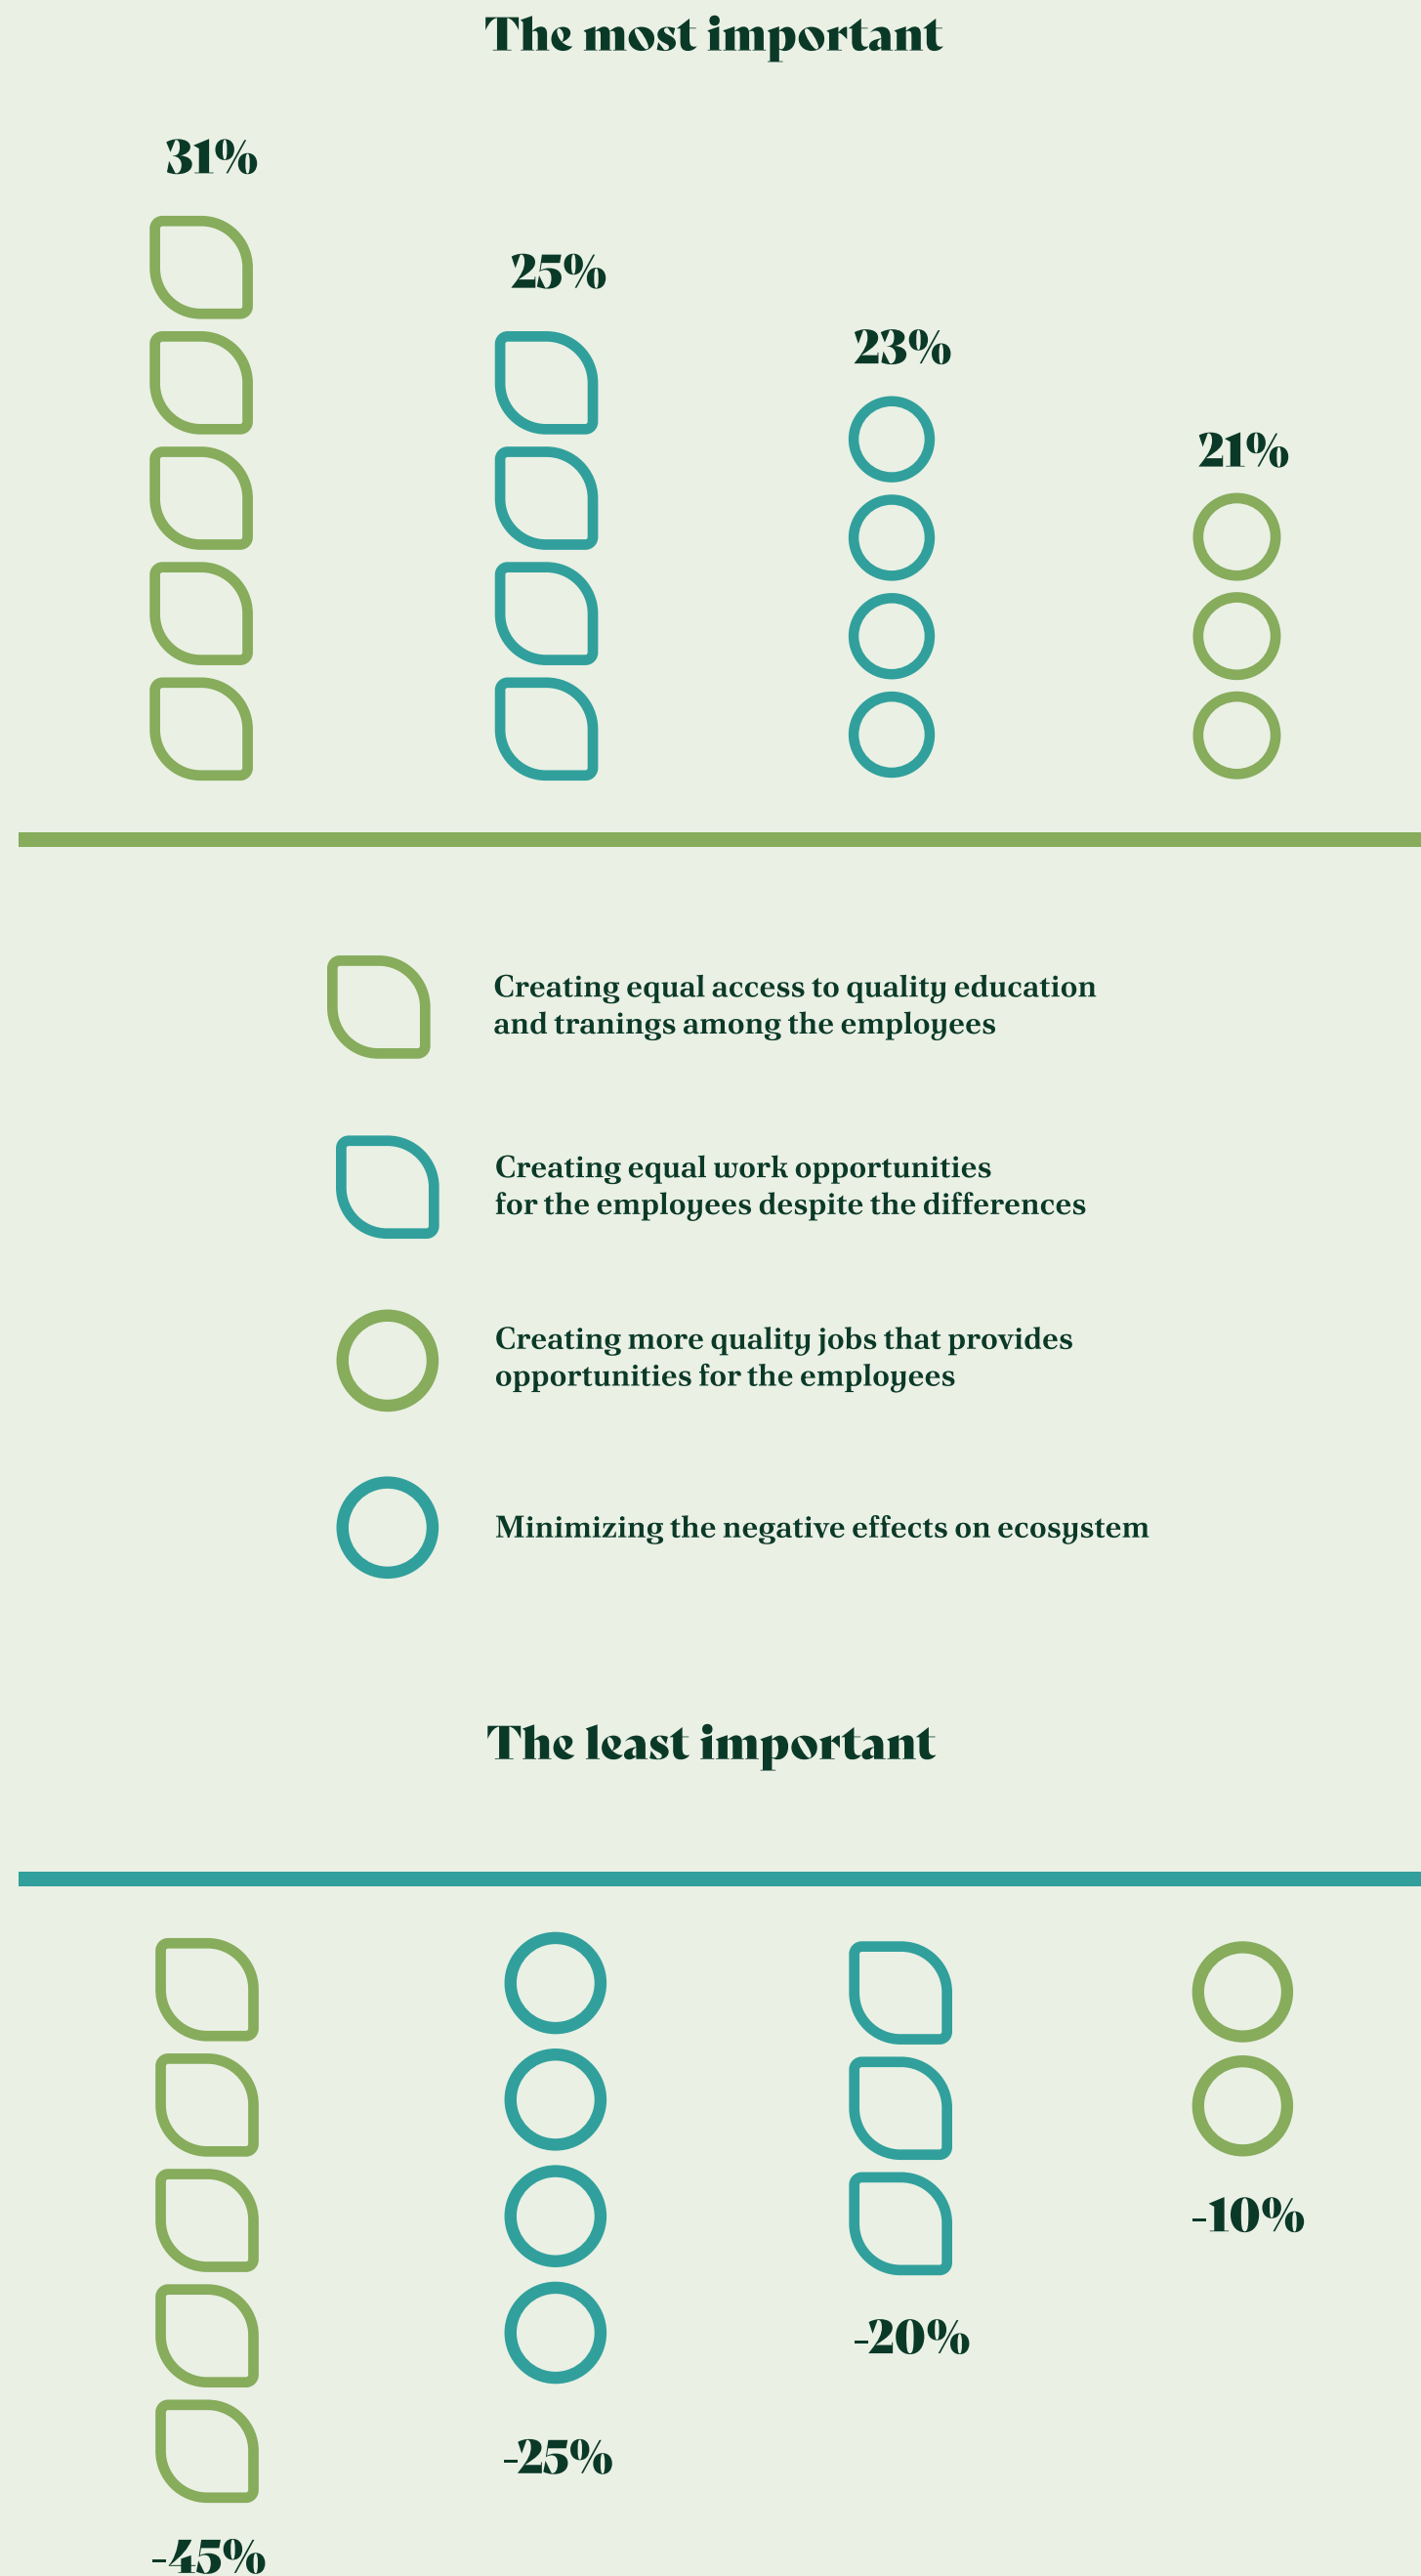 The most important
31%
25%
23%
21%
Creating equal access to quality education
and tranings among the employees
Creating equal work opportunities
for the employees despite the differences
Creating more quality jobs that provides
opportunities for the employees
Minimizing the negative effects on ecosystem
The least important
-10%
-20%
-25%
-45%